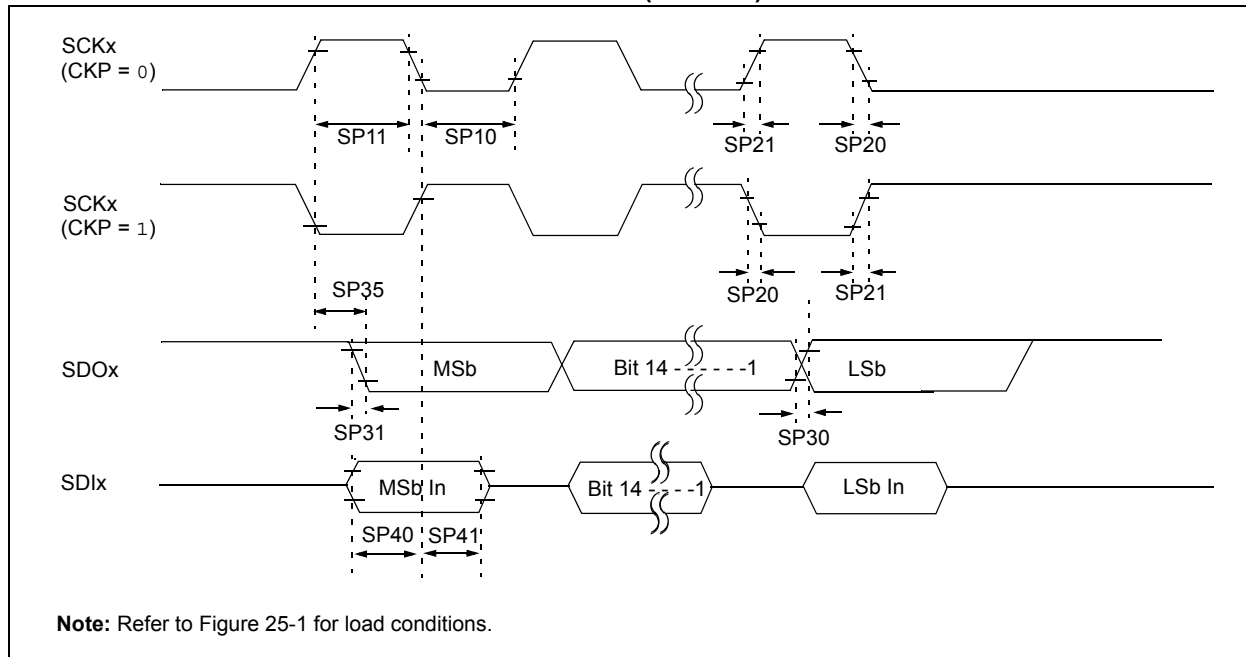 SCKx
(CKP = 0)
SP11
SP10
SP21
SP20
SCKx
(CKP = 1)
SP35
SP20
SP21
SDOx
MSb
Bit 14 - - - - - -1
LSb
SP31
SP30
SDIx
MSb In
Bit 14 - - - -1
LSb In
SP40
SP41
Note: Refer to Figure 25-1 for load conditions.